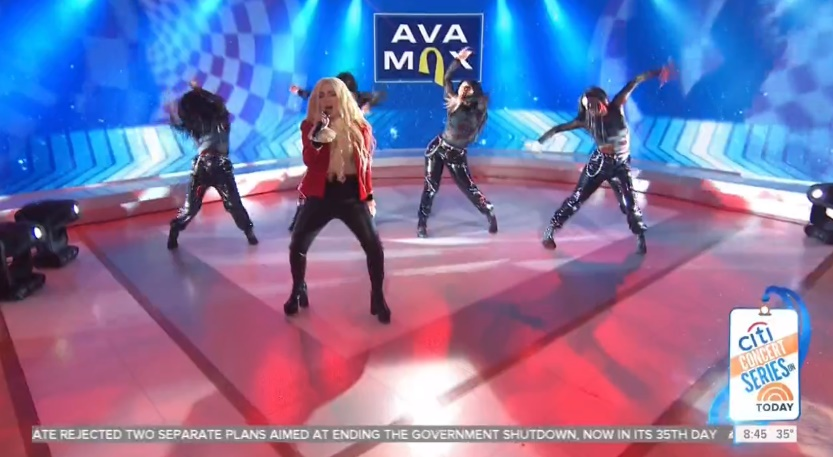 AVA
MAX
citi
CONCERT
SERIES ON
TODAY
ATE REJECTED TWO SEPARATE PLANS AIMED AT ENDING THE GOVERNMENT SHUTDOWN, NOW IN ITS 35TH DAY
8:45 35°